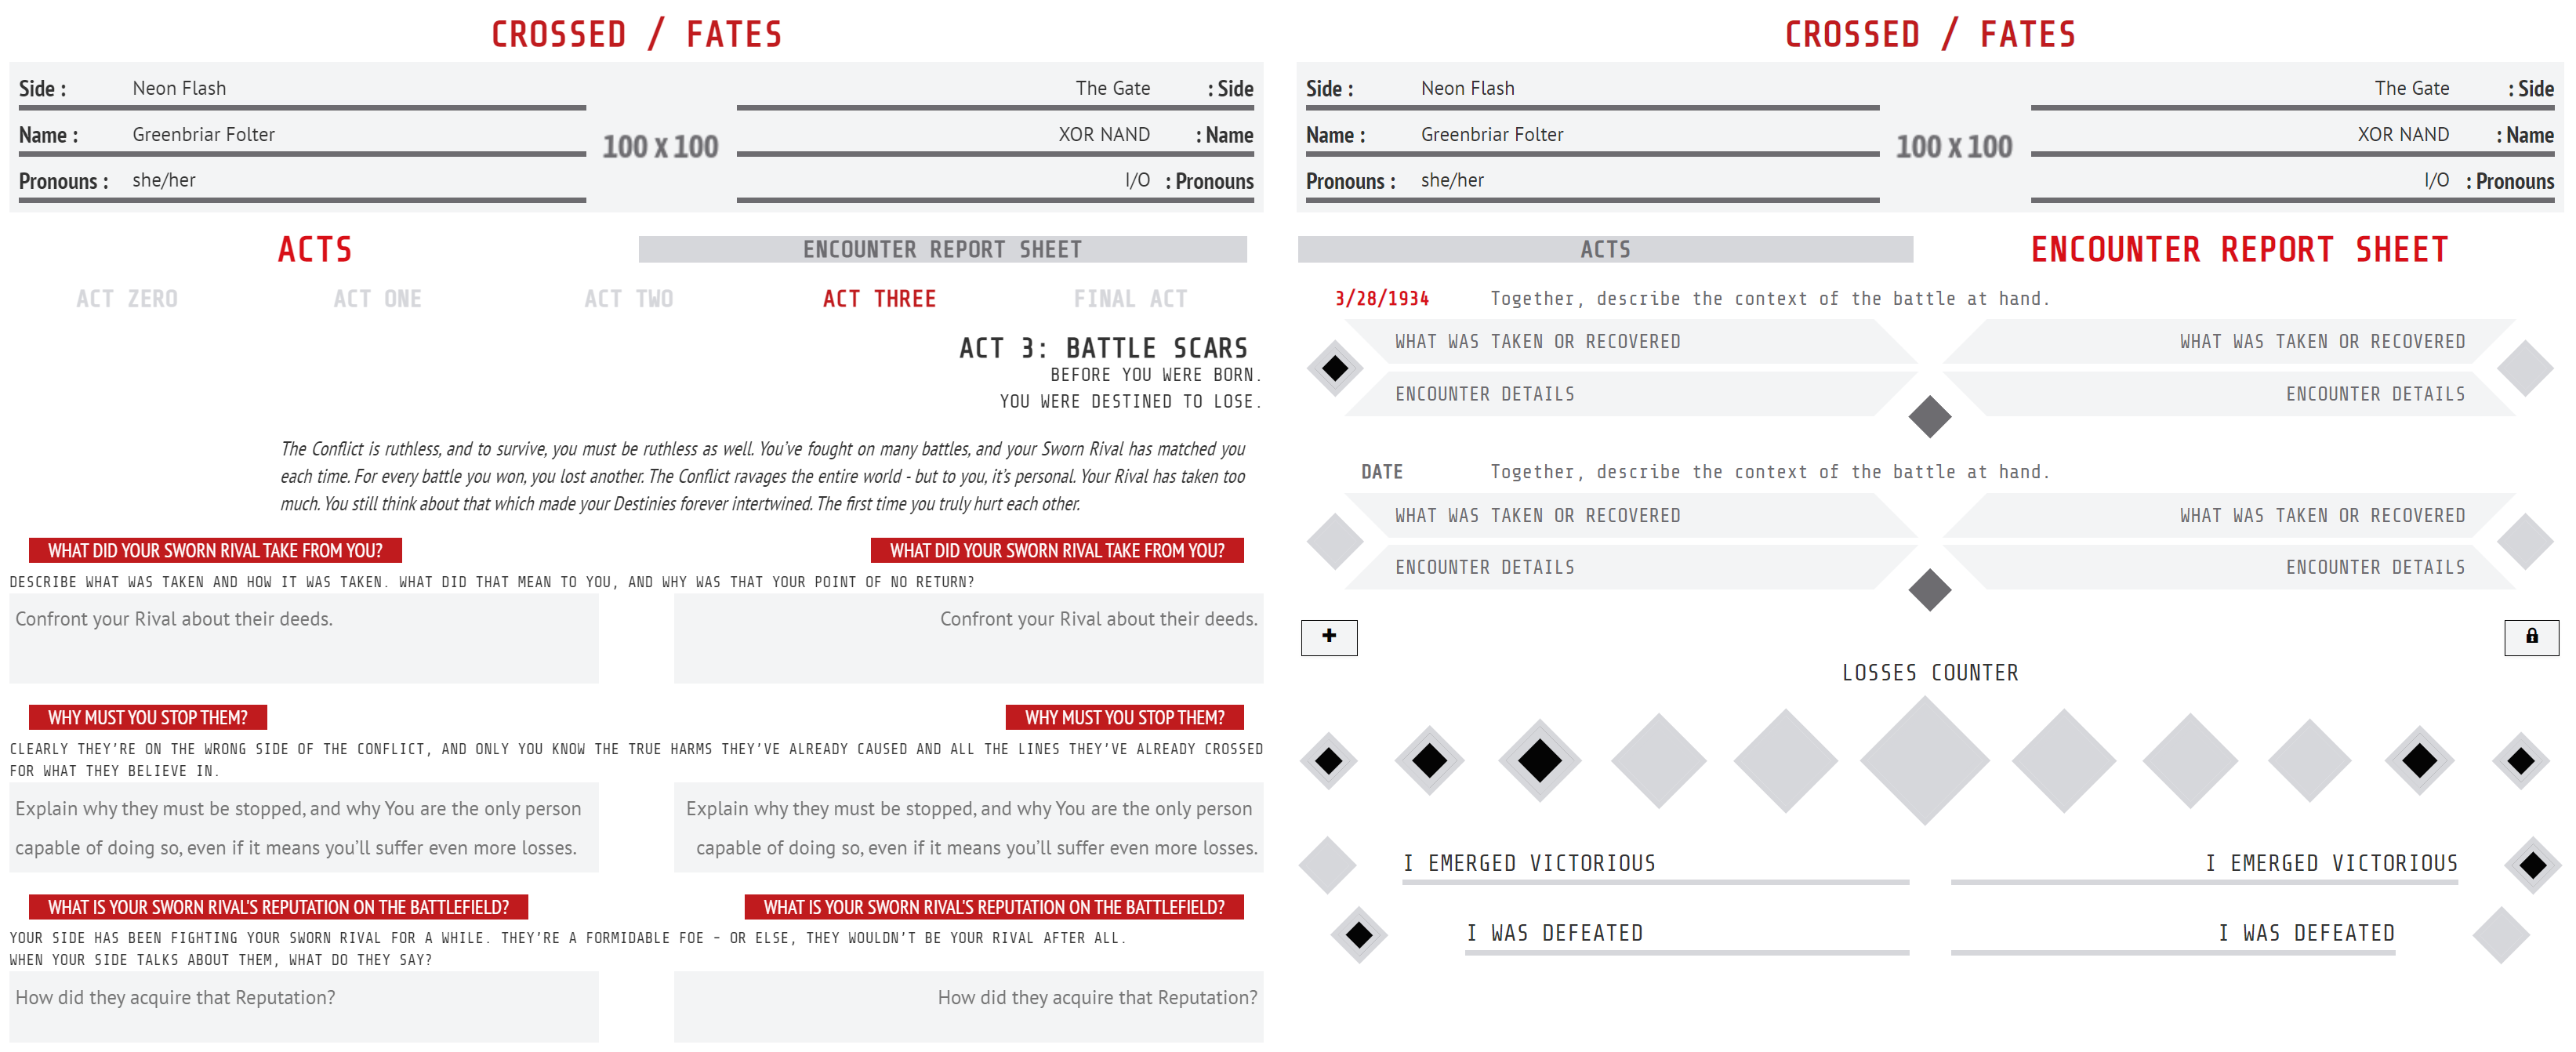 CROSSED / FATES
Side : Neon Flash The Gate : Side
Name : Greenbriar Folter XOR NAND : Name
100 x 100
Pronouns : she/her I/O : Pronouns
ACTS ENCOUNTER REPORT SHEET
ACT ZERO ACT ONE ACT TWO ACT THREE FINAL ACT
ACT 3: BATTLE SCARS
BEFORE YOU WERE BORN.
YOU WERE DESTINED TO LOSE.
The Conflict is ruthless, and to survive, you must be ruthless as well. You've fought on many battles, and your Sworn Rival has matched you
each time. For every battle you won, you lost another. The Conflict ravages the entire world - but to you, it's personal. Your Rival has taken too
much. You still think about that which made your Destinies forever intertwined. The first time you truly hurt each other.
WHAT DID YOUR SWORN RIVAL TAKE FROM YOU? WHAT DID YOUR SWORN RIVAL TAKE FROM YOU?
DESCRIBE WHAT WAS TAKEN AND HOW IT WAS TAKEN. WHAT DID THAT MEAN TO YOU, AND WHY WAS THAT YOUR POINT OF NO RETURN?
Confront your Rival about their deeds. Confront your Rival about their deeds.
WHY MUST YOU STOP THEM? WHY MUST YOU STOP THEM?
CLEARLY THEY'RE ON THE WRONG SIDE OF THE CONFLICT, AND ONLY YOU KNOW THE TRUE HARMS THEY'VE ALREADY CAUSED AND ALL THE LINES THEY'VE ALREADY CROSSED
FOR WHAT THEY BELIEVE IN.
Explain why they must be stopped, and why You are the only person Explain why they must be stopped, and why You are the only person
capable of doing so, even if it means you'll suffer even more losses. capable of doing so, even if it means you'll suffer even more losses.
WHAT IS YOUR SWORN RIVAL'S REPUTATION ON THE BATTLEFIELD? WHAT IS YOUR SWORN RIVAL'S REPUTATION ON THE BATTLEFIELD?
YOUR SIDE HAS BEEN FIGHTING YOUR SWORN RIVAL FOR A WHILE. THEY'RE A FORMIDABLE FOE - OR ELSE, THEY WOULDN'T BE YOUR RIVAL AFTER ALL.
WHEN YOUR SIDE TALKS ABOUT THEM, WHAT DO THEY SAY?
How did they acquire that Reputation? How did they acquire that Reputation?
CROSSED / FATES
Side : Neon Flash The Gate : Side
Name : Greenbriar Folter XOR NAND : Name
100 x 100
Pronouns : she/her I/O : Pronouns
ACTS ENCOUNTER REPORT SHEET
3/28/1934 Together, describe the context of the battle at hand.
WHAT WAS TAKEN OR RECOVERED WHAT WAS TAKEN OR RECOVERED
ENCOUNTER DETAILS ENCOUNTER DETAILS
DATE Together, describe the context of the battle at hand.
WHAT WAS TAKEN OR RECOVERED WHAT WAS TAKEN OR RECOVERED
ENCOUNTER DETAILS ENCOUNTER DETAILS
LOSSES COUNTER
I EMERGED VICTORIOUS I EMERGED VICTORIOUS
I WAS DEFEATED I WAS DEFEATED